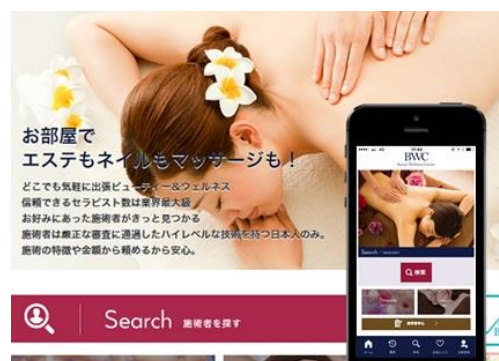 お部屋で
エステもネイルもマッサージも！
どこでも気軽に出張ビューティー＆ウェルネス
信頼できるセラピスト数は業界最大級
お好みにあった施術者がきっと見つかる
施術者は厳正な審査に通過したハイレベルな技術を持つ日本人のみ。
施術の特徴や金額から頼めるから安心。
BWC
Search
検索
Search 施術者を探す